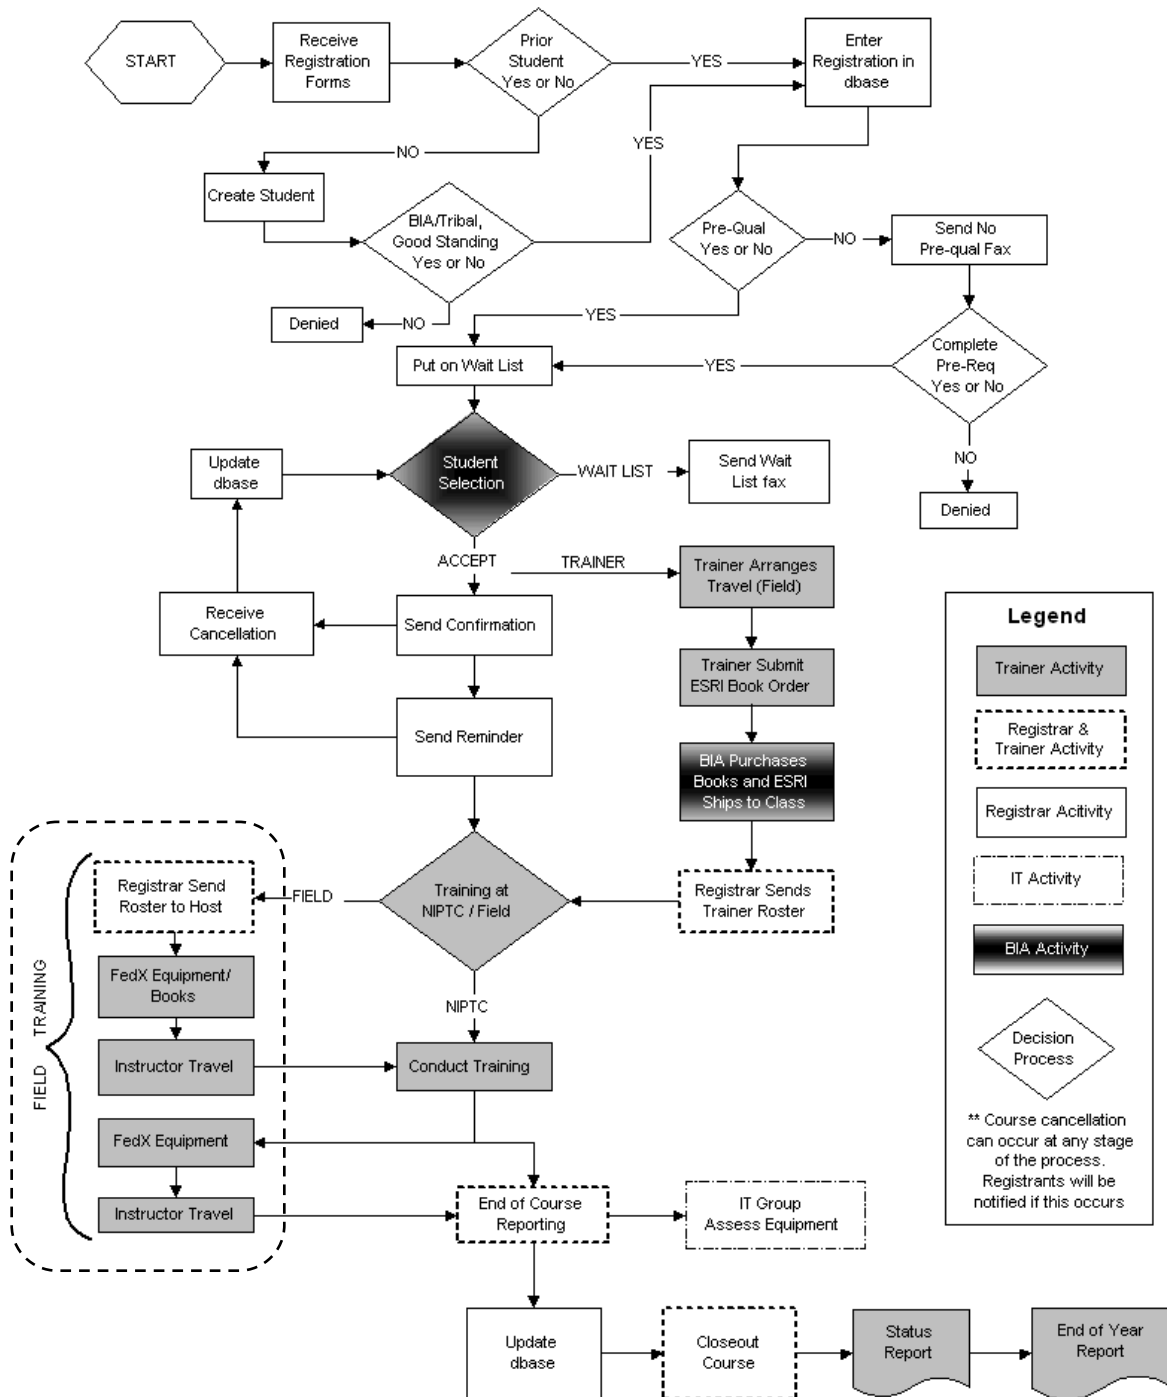 START
Receive
Registration
Forms
Prior
Student
Yes or No
YES
Enter
Registration in
dbase
NO
YES
Create Student
BIA/Tribal,
Good Standing
Yes or No
Pre-Qual
Yes or No
NO
Send No
Pre-qual Fax
Denied
NO
YES
Put on Wait List
YES
Complete
Pre-Req
Yes or No
Update
dbase
Student
Selection
WAIT LIST
Send Wait
List fax
NO
Denied
ACCEPT
TRAINER
Trainer Arranges
Travel (Field)
Receive
Cancellation
Send Confirmation
Trainer Submit
ESRI Book Order
Send Reminder
BIA Purchases
Books and ESRI
Ships to Class
Registrar Send
Roster to Host
FIELD
Training at
NIPTC / Field
Registrar Sends
Trainer Roster
FIELD TRAINING
FedX Equipment/
Books
NIPTC
Instructor Travel
Conduct Training
FedX Equipment
Instructor Travel
End of Course
Reporting
IT Group
Assess Equipment
Update
dbase
Closeout
Course
Status
Report
End of Year
Report
Legend
Trainer Activity
Registrar &
Trainer Activity
Registrar Acitivity
IT Activity
BIA Activity
Decision
Process
** Course cancellation
can occur at any stage
of the process.
Registrants will be
notified if this occurs